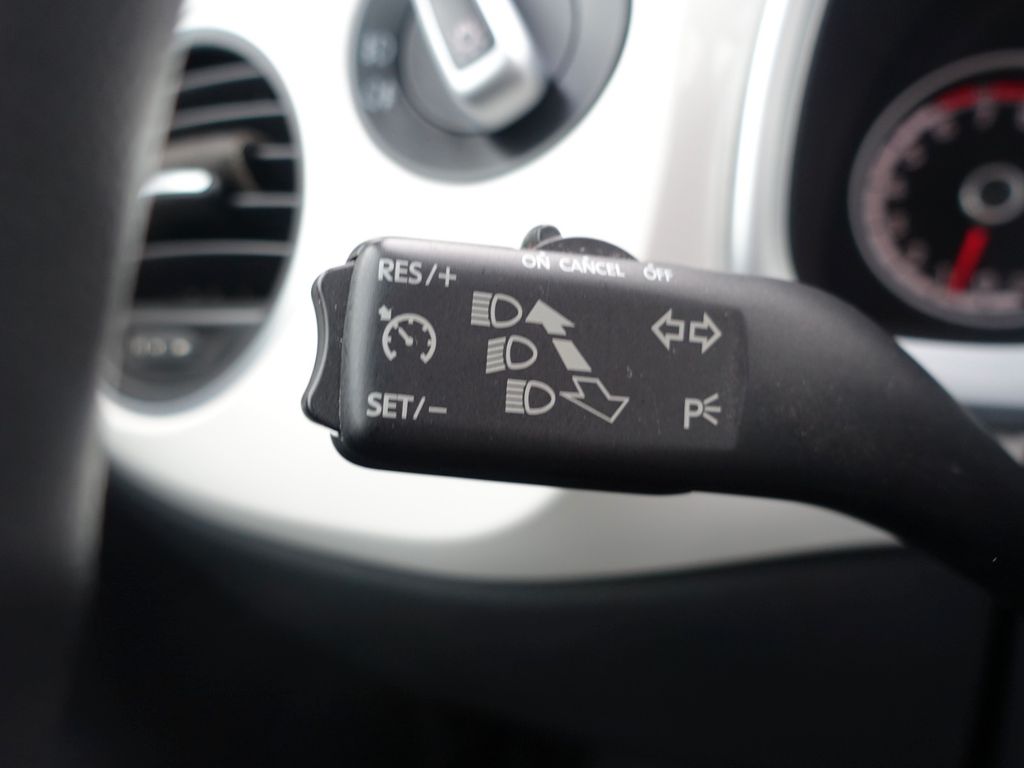 ON CANCEL OFF
RES/+
SET/-
P